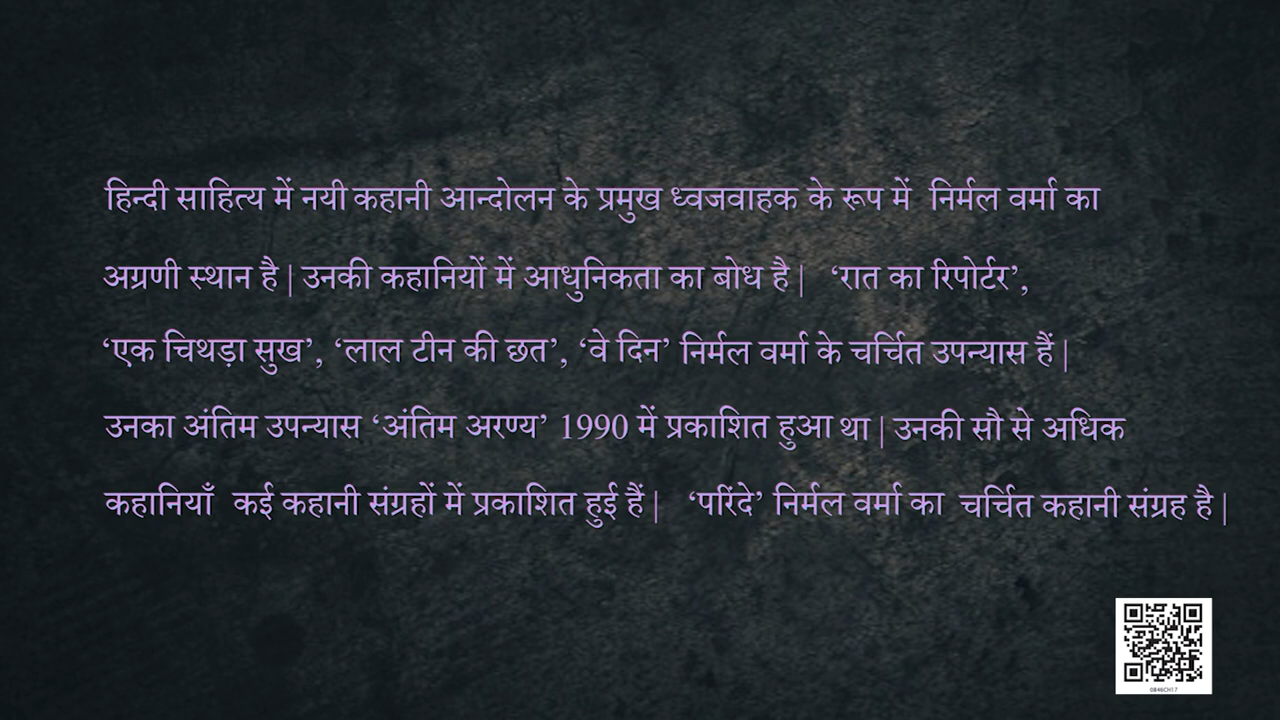 हिन्दी साहित्य में नयी कहानी आन्दोलन के प्रमुख ध्वजवाहक के रूप में निर्मल वर्मा का
अग्रणी स्थान है | उनकी कहानियों में आधुनिकता का बोध है | ‘रात का रिपोर्टर’,
‘एक चिथड़ा सुख’, ‘लाल टीन की छत’, ‘वे दिन’ निर्मल वर्मा के चर्चित उपन्यास हैं |
उनका अंतिम उपन्यास ‘अंतिम अरण्य’ 1990 में प्रकाशित हुआ था | उनकी सौ से अधिक
कहानियाँ कई कहानी संग्रहों में प्रकाशित हुई हैं | ‘परिंदे’ निर्मल वर्मा का चर्चित कहानी संग्रह है |
0846CH17